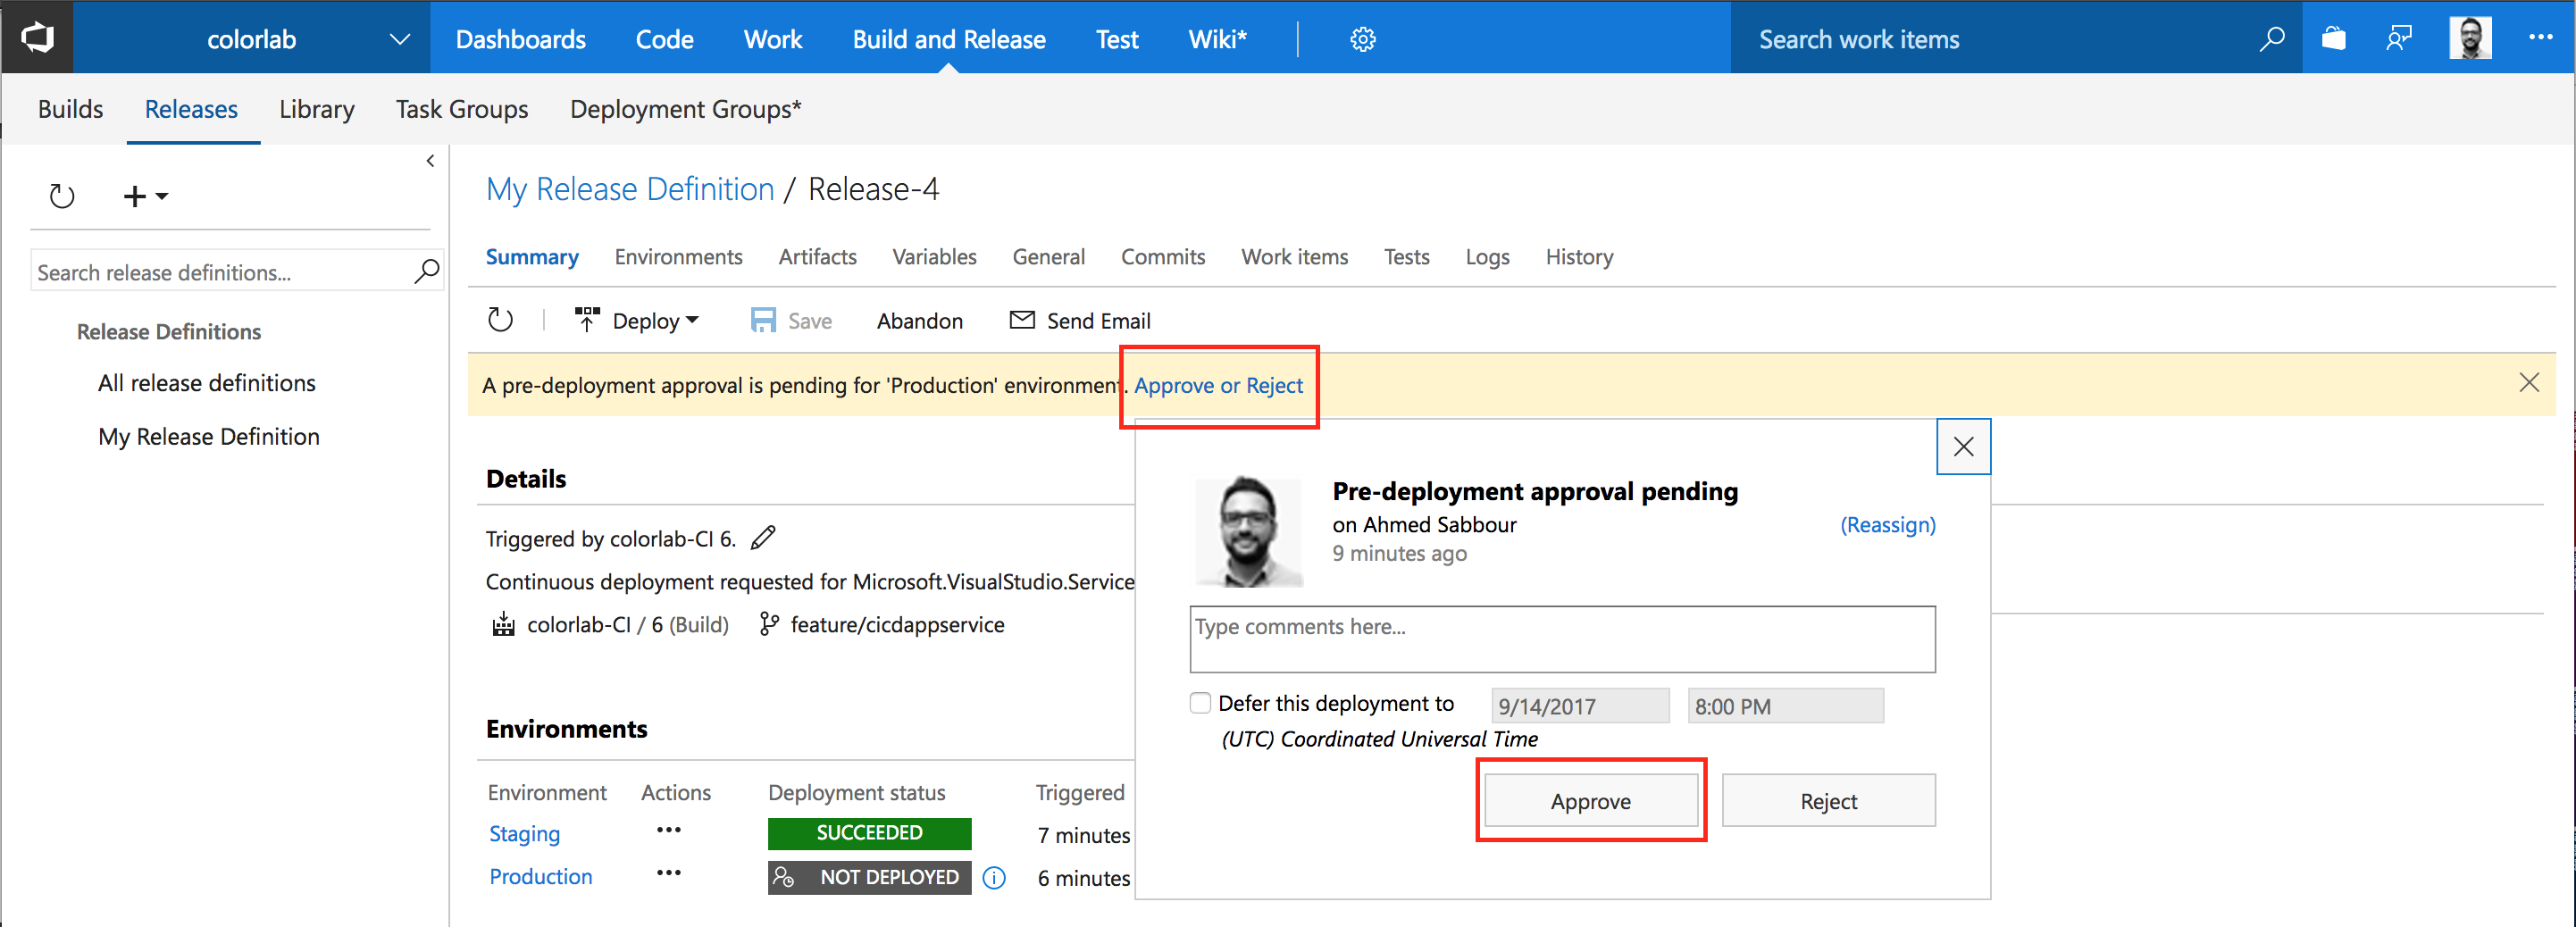 colorlab Dashboards Code Work Build and Release Test Wiki* Search work items
Builds Releases Library Task Groups Deployment Groups*
My Release Definition / Release-4
Search release definitions...
Summary Environments Artifacts Variables General Commits Work items Tests Logs History
Deploy Save Abandon Send Email
Release Definitions
All release definitions
My Release Definition
A pre-deployment approval is pending for 'Production' environment. Approve or Reject
Details
Triggered by colorlab-CI 6.
Continuous deployment requested for Microsoft.VisualStudio.Service
colorlab-CI / 6 (Build) feature/cicdappservice
Environments
Environment Actions Deployment status Triggered
Staging ••• SUCCEEDED 7 minutes
Production ••• NOT DEPLOYED 6 minutes
Pre-deployment approval pending
on Ahmed Sabbour (Reassign)
9 minutes ago
Type comments here...
Defer this deployment to 9/14/2017 8:00 PM
(UTC) Coordinated Universal Time
Approve Reject